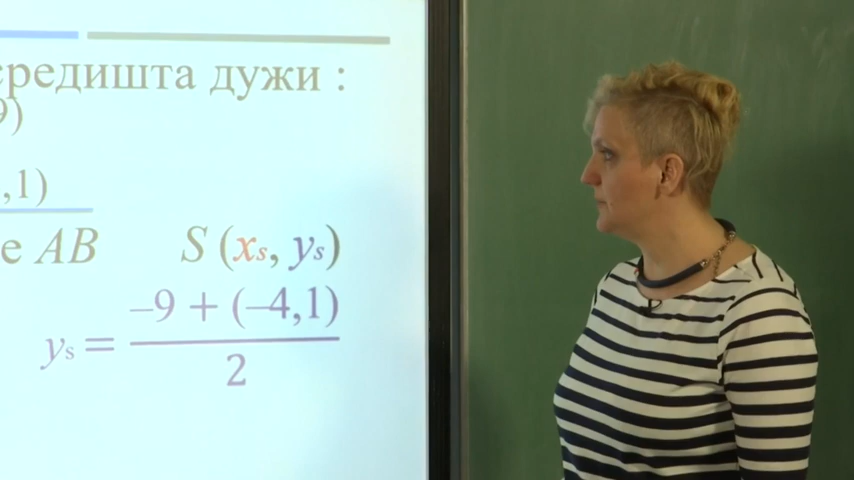 средишта дужи :
9)
,1)
е AB S (xₛ, yₛ)
yₛ = –9 + (–4,1) / 2